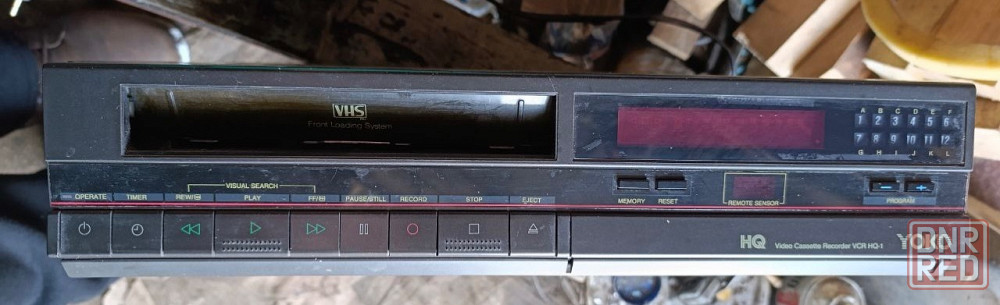 VHS
Front Loading System
A B C D E F
1 2 3 4 5 6
7 8 9 10 11 12
G H I J K L
VISUAL SEARCH
OPERATE TIMER REW/ PLAY FF/ PAUSE/STILL RECORD STOP EJECT
MEMORY RESET
REMOTE SENSOR
− +
PROGRAM
HQ Video Cassette Recorder VCR HQ-1
DNR
RED